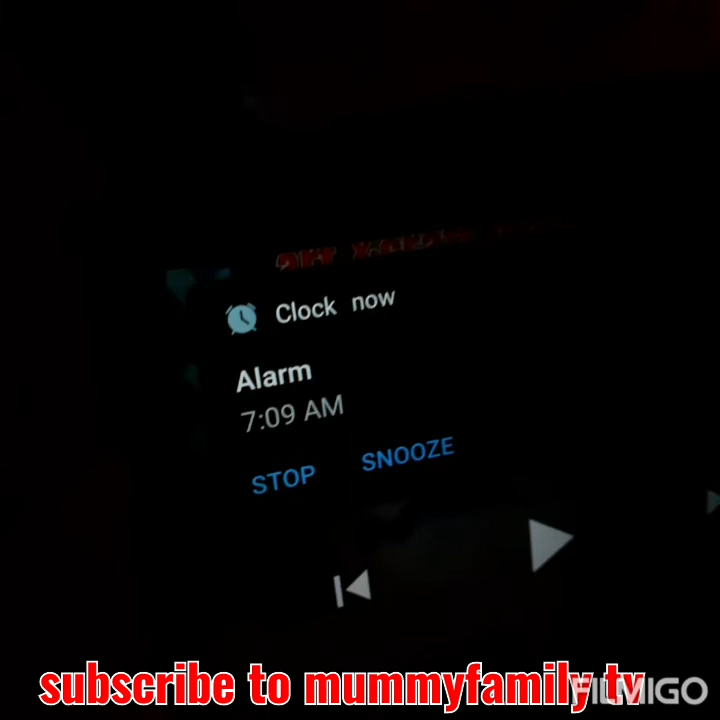 Clock now
Alarm
7:09 AM
STOP SNOOZE
subscribe to mummyfamily tv
FILMIGO